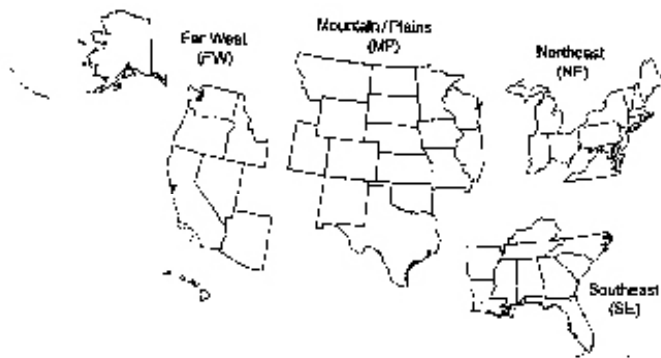 Far West
(FW)
Mountain/Plains
(MP)
Northeast
(NE)
Southeast
(SE)